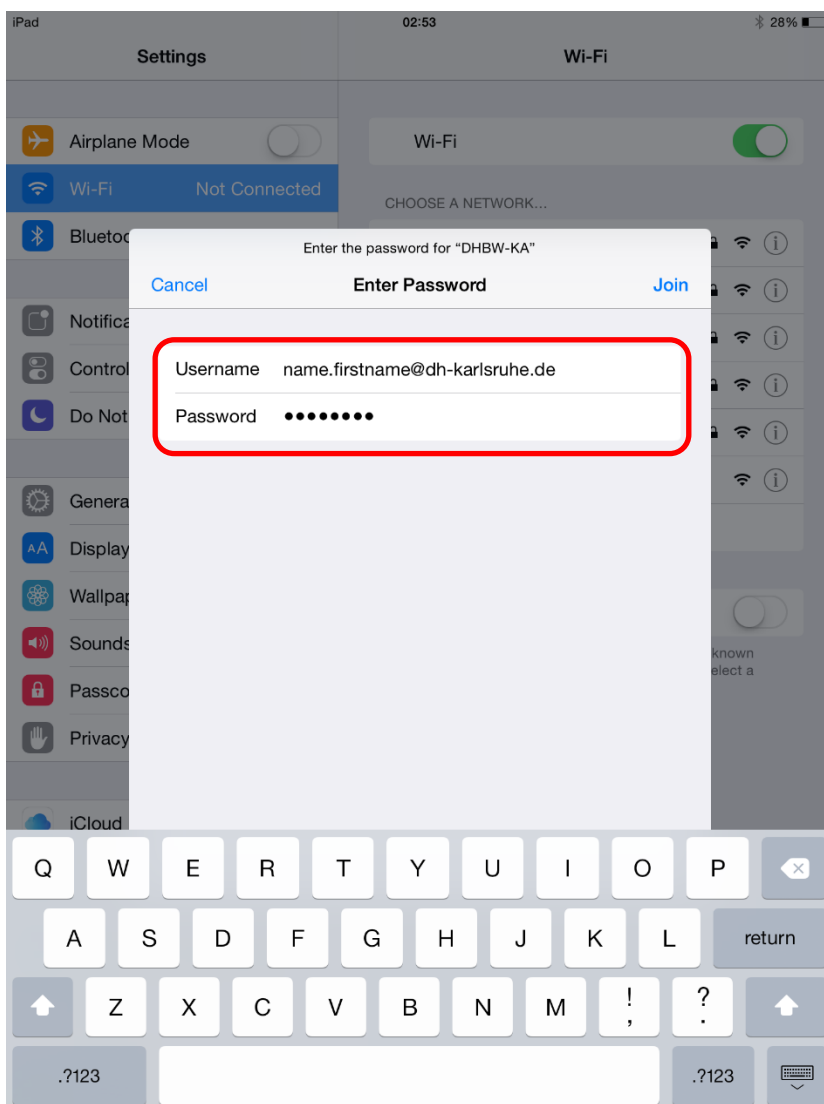 iPad 02:53 28%
Settings Wi-Fi
Airplane Mode Wi-Fi
Wi-Fi Not Connected
CHOOSE A NETWORK...
Bluetoo
Enter the password for “DHBW-KA”
Cancel Enter Password Join
Notifica
Username name.firstname@dh-karlsruhe.de
Control
Password ●●●●●●●●
Do Not
Genera
AA Display
Wallpap
Sounds
known
elect a
Passco
Privacy
iCloud
Q W E R T Y U I O P
A S D F G H J K L return
Z X C V B N M ! , ? .
.?123 .?123